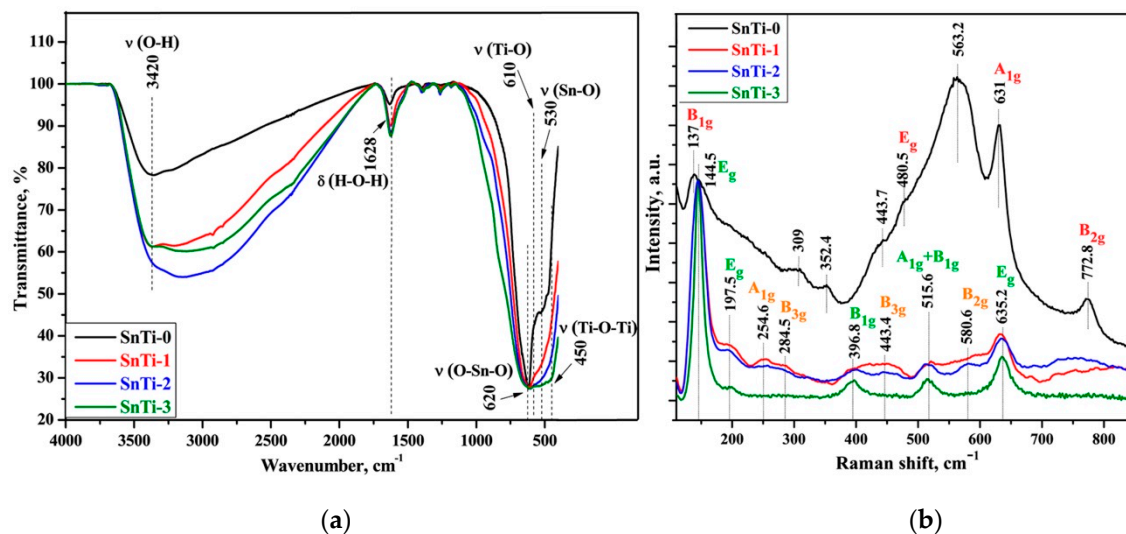 110
100
90
80
70
60
50
40
30
20
Transmittance, %
4000 3500 3000 2500 2000 1500 1000 500
Wavenumber, cm⁻¹
ν (O-H)
3420
1628
δ (H-O-H)
ν (Ti-O)
610
ν (Sn-O)
530
ν (O-Sn-O)
620
ν (Ti-O-Ti)
450
SnTi-0
SnTi-1
SnTi-2
SnTi-3
(a)
Intensity, a.u.
200 300 400 500 600 700 800
Raman shift, cm⁻¹
SnTi-0
SnTi-1
SnTi-2
SnTi-3
B1g
137
Eg
144.5
309
352.4
443.7
Eg
480.5
563.2
A1g
631
B2g
772.8
Eg
197.5
A1g
254.6
B3g
284.5
B1g
396.8
B3g
443.4
A1g+B1g
515.6
B2g
580.6
Eg
635.2
(b)